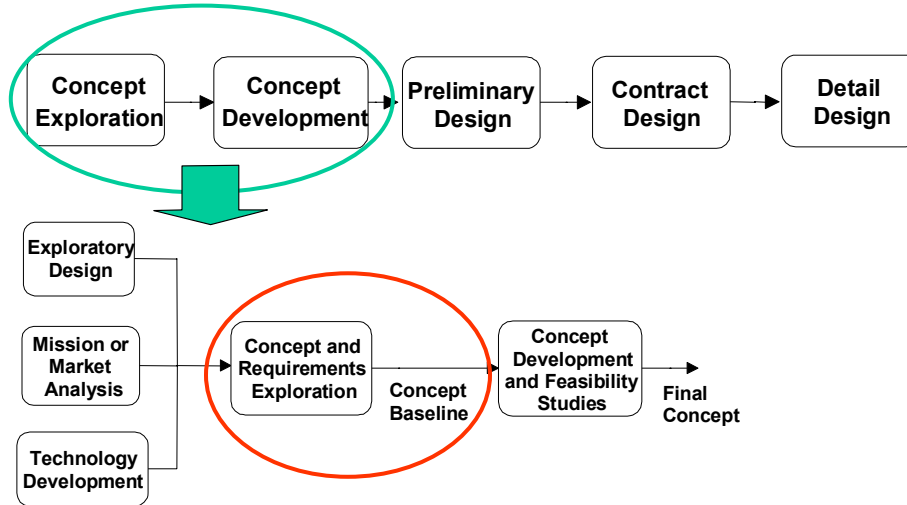 Concept
Exploration
Concept
Development
Preliminary
Design
Contract
Design
Detail
Design
Exploratory
Design
Mission or
Market
Analysis
Technology
Development
Concept and
Requirements
Exploration
Concept
Baseline
Concept
Development
and Feasibility
Studies
Final
Concept